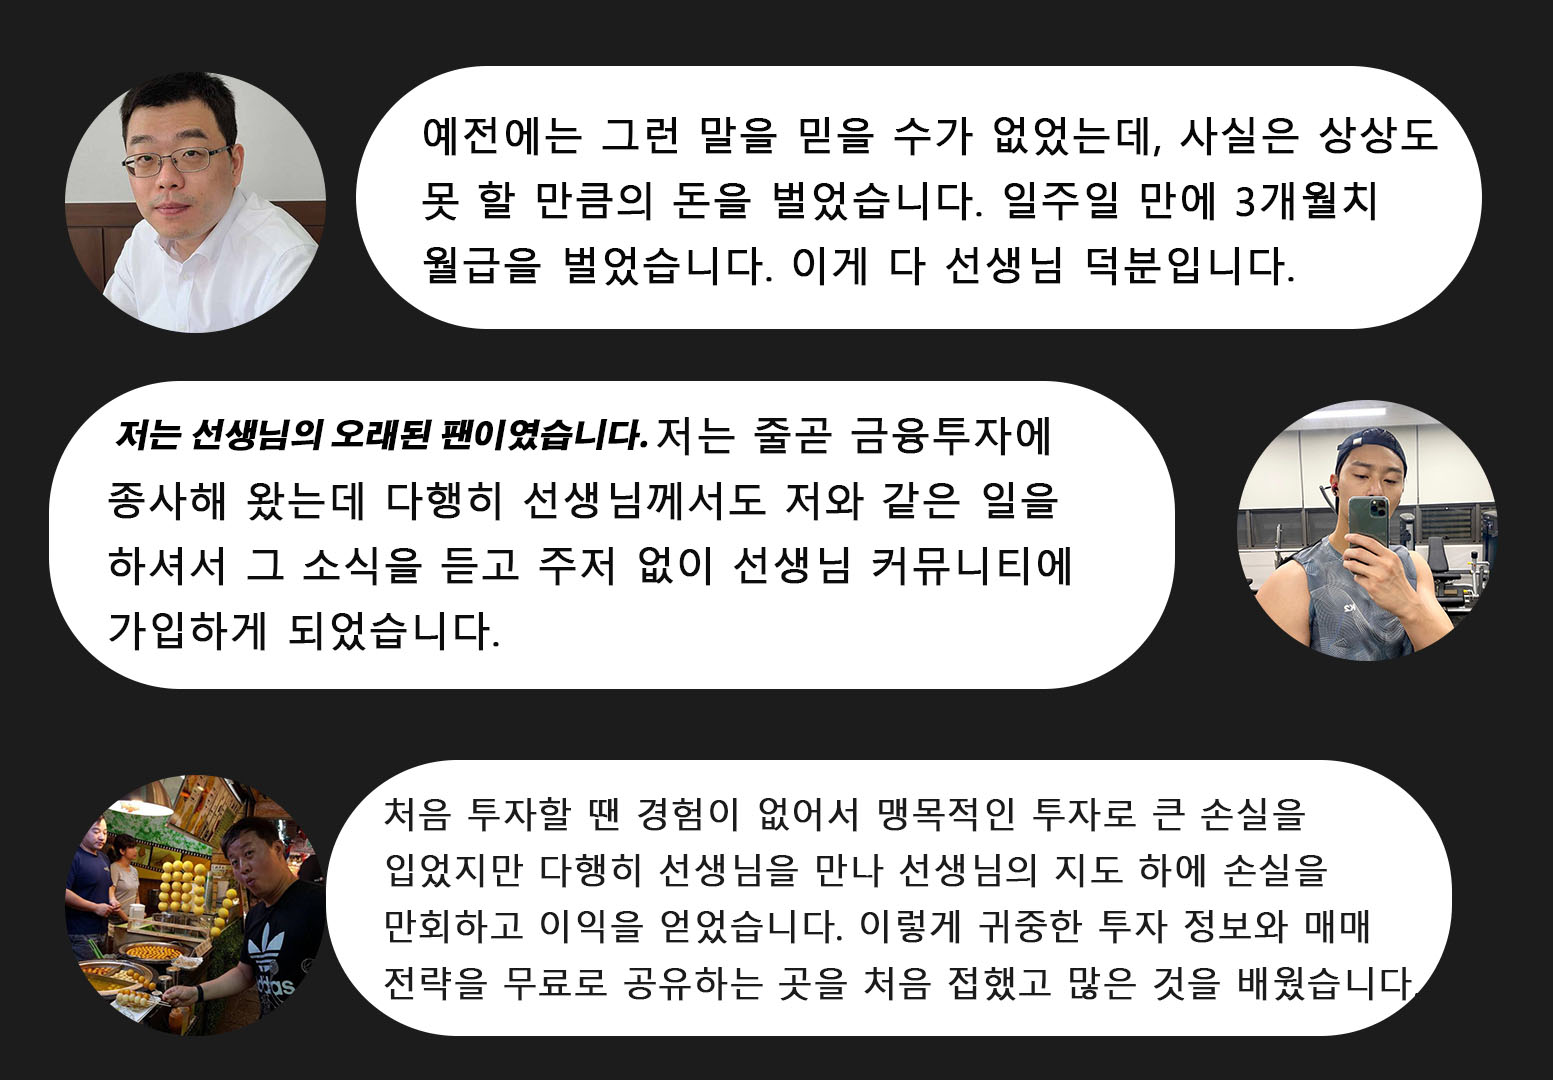 예전에는 그런 말을 믿을 수가 없었는데, 사실은 상상도
못 할 만큼의 돈을 벌었습니다. 일주일 만에 3개월치
월급을 벌었습니다. 이게 다 선생님 덕분입니다.
저는 선생님의 오래된 팬이였습니다. 저는 줄곧 금융투자에
종사해 왔는데 다행히 선생님께서도 저와 같은 일을
하셔서 그 소식을 듣고 주저 없이 선생님 커뮤니티에
가입하게 되었습니다.
처음 투자할 땐 경험이 없어서 맹목적인 투자로 큰 손실을
입었지만 다행히 선생님을 만나 선생님의 지도 하에 손실을
만회하고 이익을 얻었습니다. 이렇게 귀중한 투자 정보와 매매
전략을 무료로 공유하는 곳을 처음 접했고 많은 것을 배웠습니다.